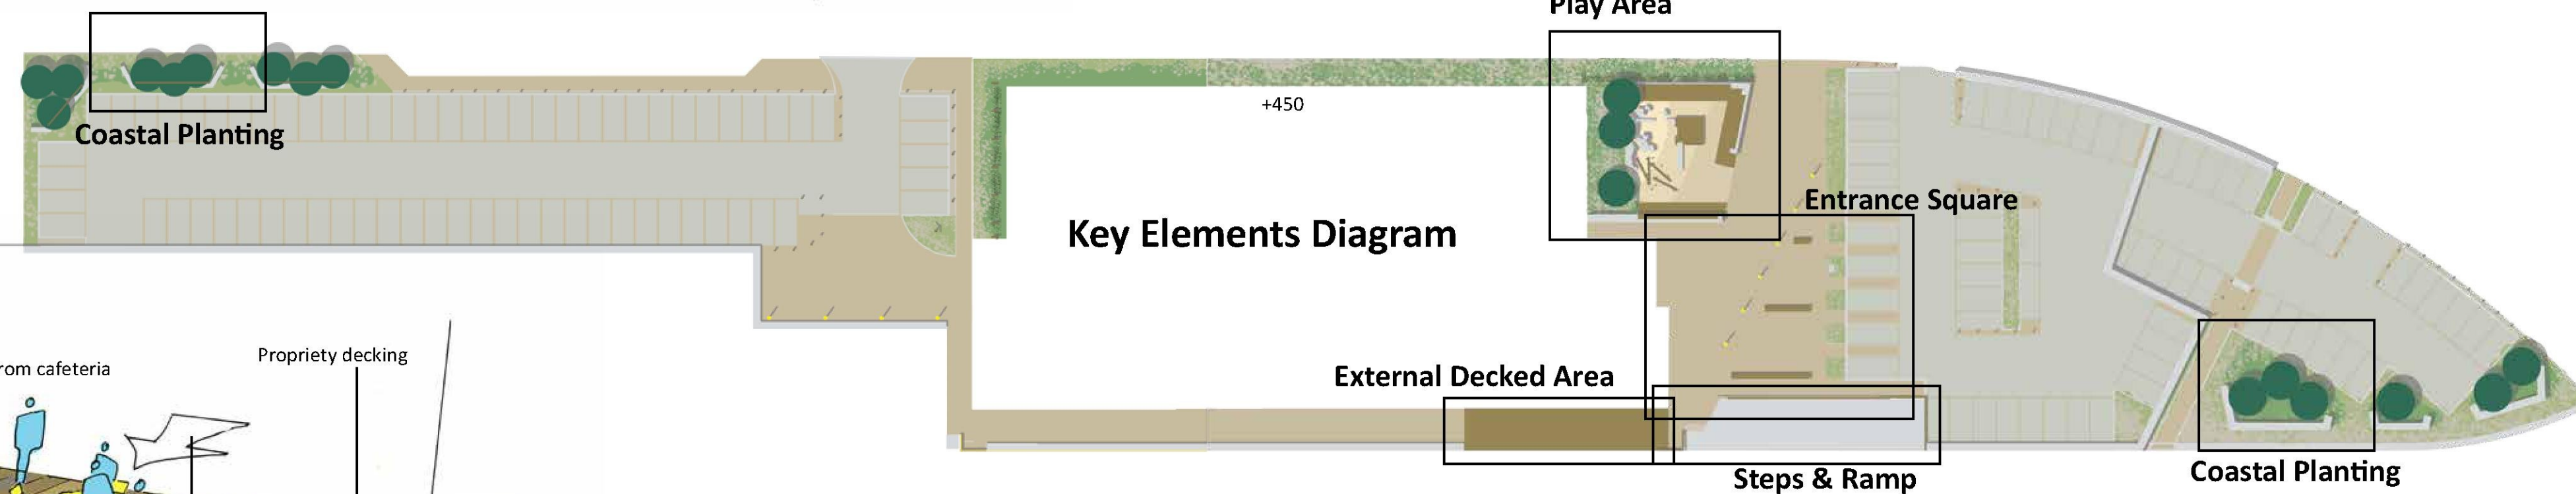 Play Area
Coastal Planting
+450
Entrance Square
Key Elements Diagram
rom cafeteria
Propriety decking
External Decked Area
Steps & Ramp
Coastal Planting